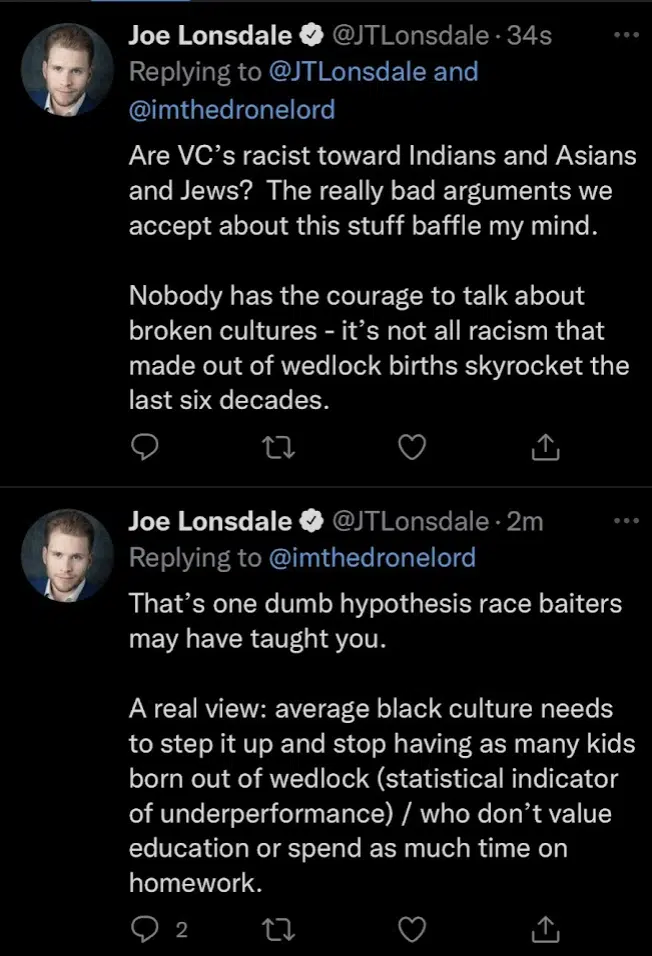 Joe Lonsdale @JTLonsdale · 34s
Replying to @JTLonsdale and
@imthedronelord
Are VC’s racist toward Indians and Asians
and Jews?  The really bad arguments we
accept about this stuff baffle my mind.
Nobody has the courage to talk about
broken cultures - it’s not all racism that
made out of wedlock births skyrocket the
last six decades.
Joe Lonsdale @JTLonsdale · 2m
Replying to @imthedronelord
That’s one dumb hypothesis race baiters
may have taught you.
A real view: average black culture needs
to step it up and stop having as many kids
born out of wedlock (statistical indicator
of underperformance) / who don’t value
education or spend as much time on
homework.
2